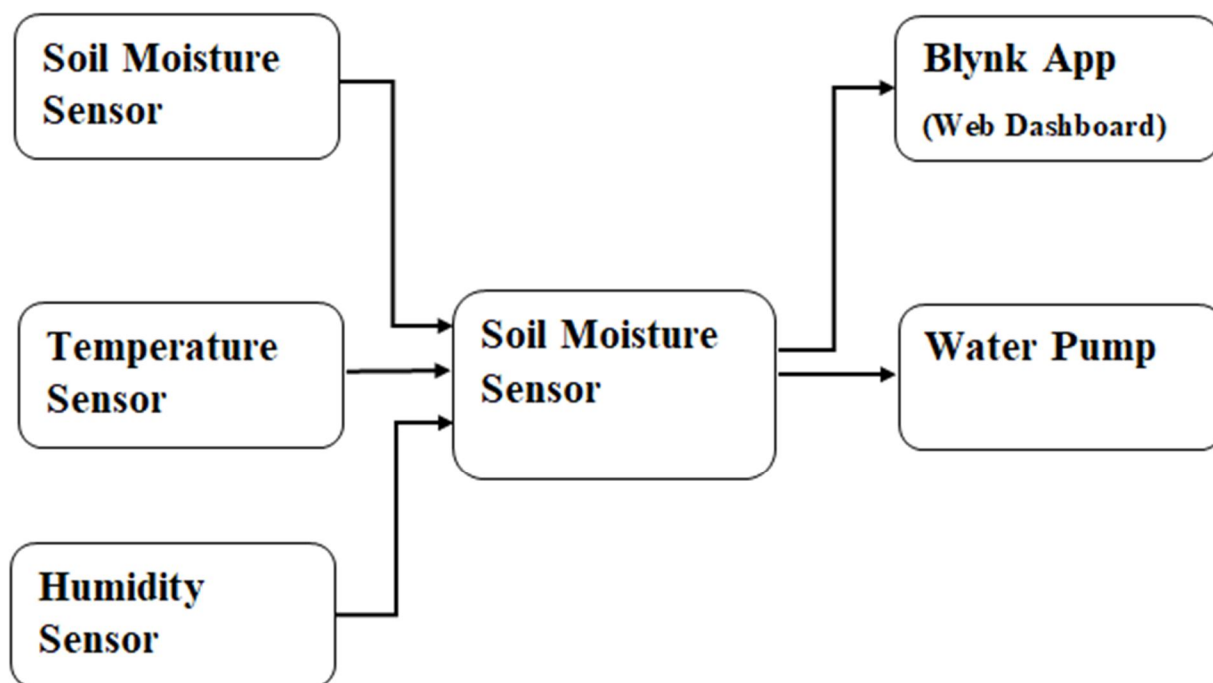 Soil Moisture
Sensor
Temperature
Sensor
Humidity
Sensor
Soil Moisture
Sensor
Blynk App
(Web Dashboard)
Water Pump